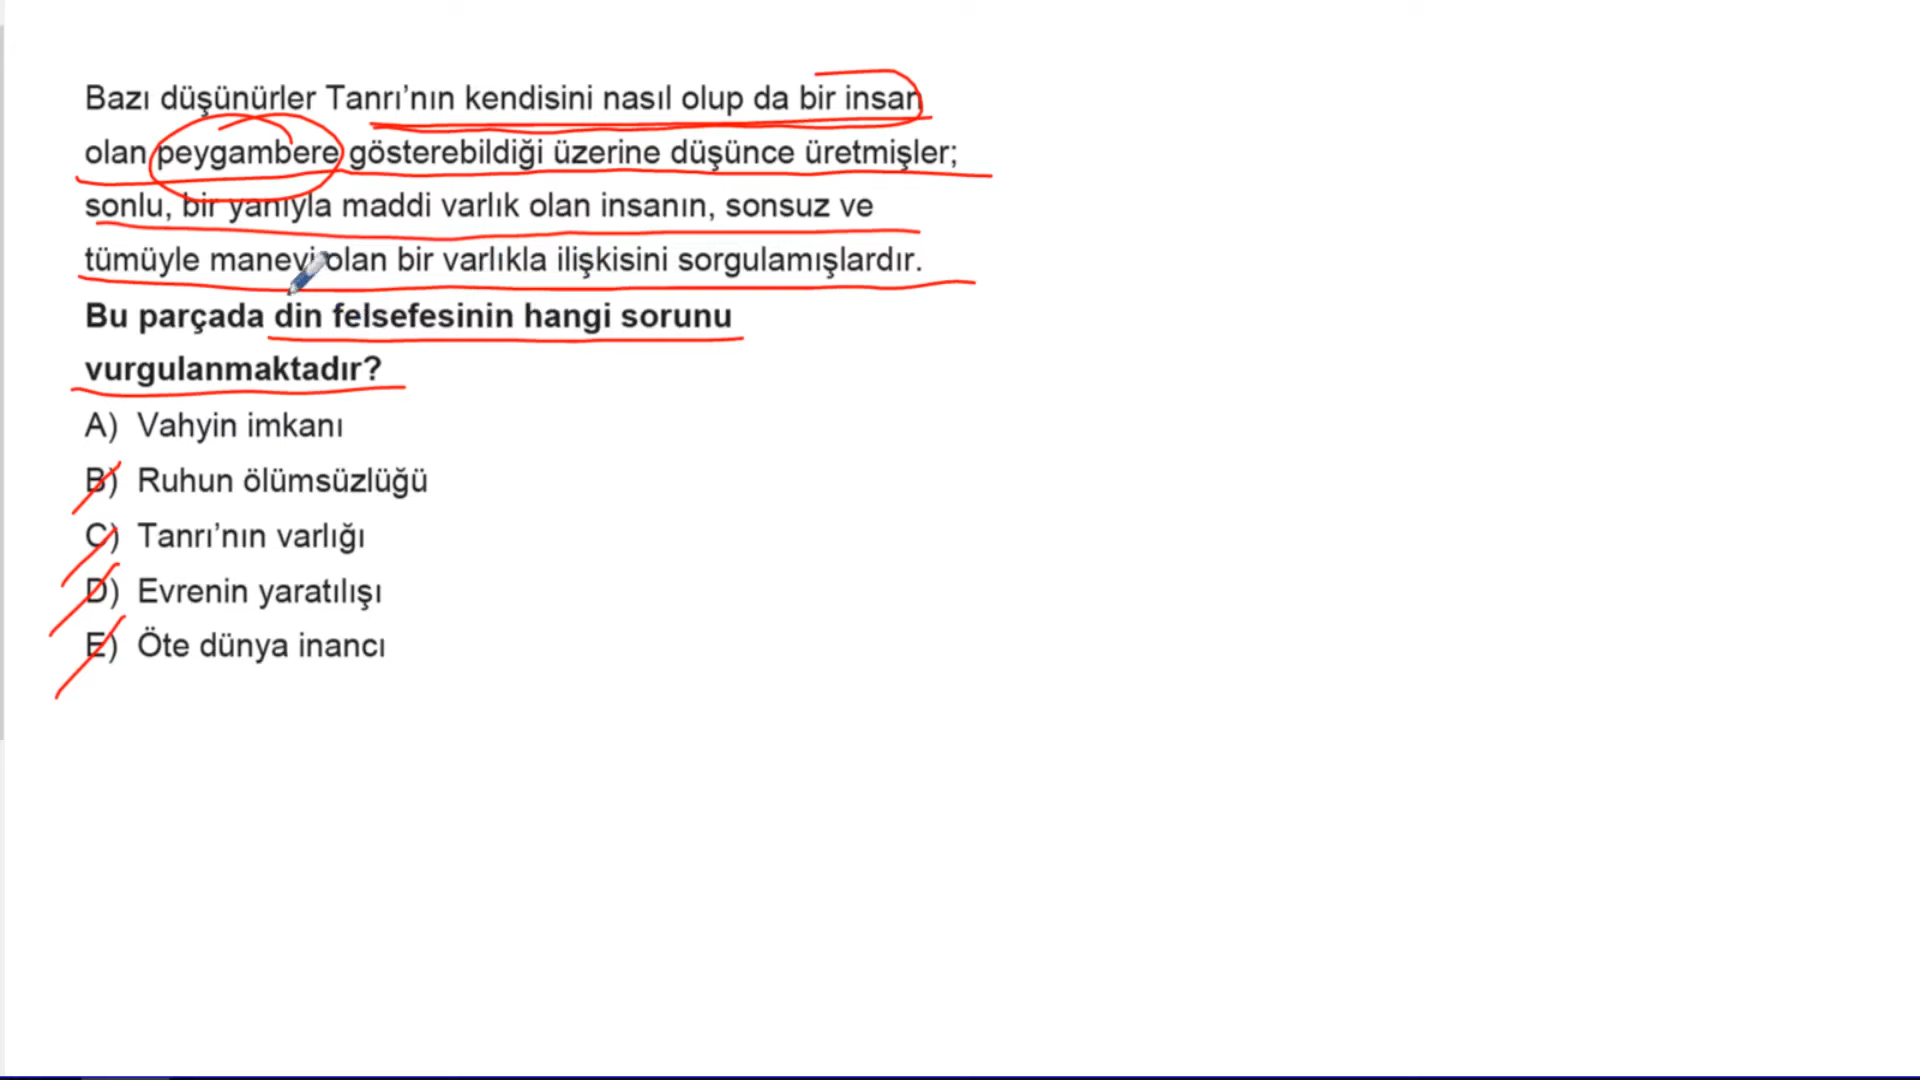 Bazı düşünürler Tanrı’nın kendisini nasıl olup da bir insan
olan peygambere gösterebildiği üzerine düşünce üretmişler;
sonlu, bir yanıyla maddi varlık olan insanın, sonsuz ve
tümüyle manevi olan bir varlıkla ilişkisini sorgulamışlardır.
Bu parçada din felsefesinin hangi sorunu
vurgulanmaktadır?
A) Vahyin imkanı
B) Ruhun ölümsüzlüğü
C) Tanrı’nın varlığı
D) Evrenin yaratılışı
E) Öte dünya inancı